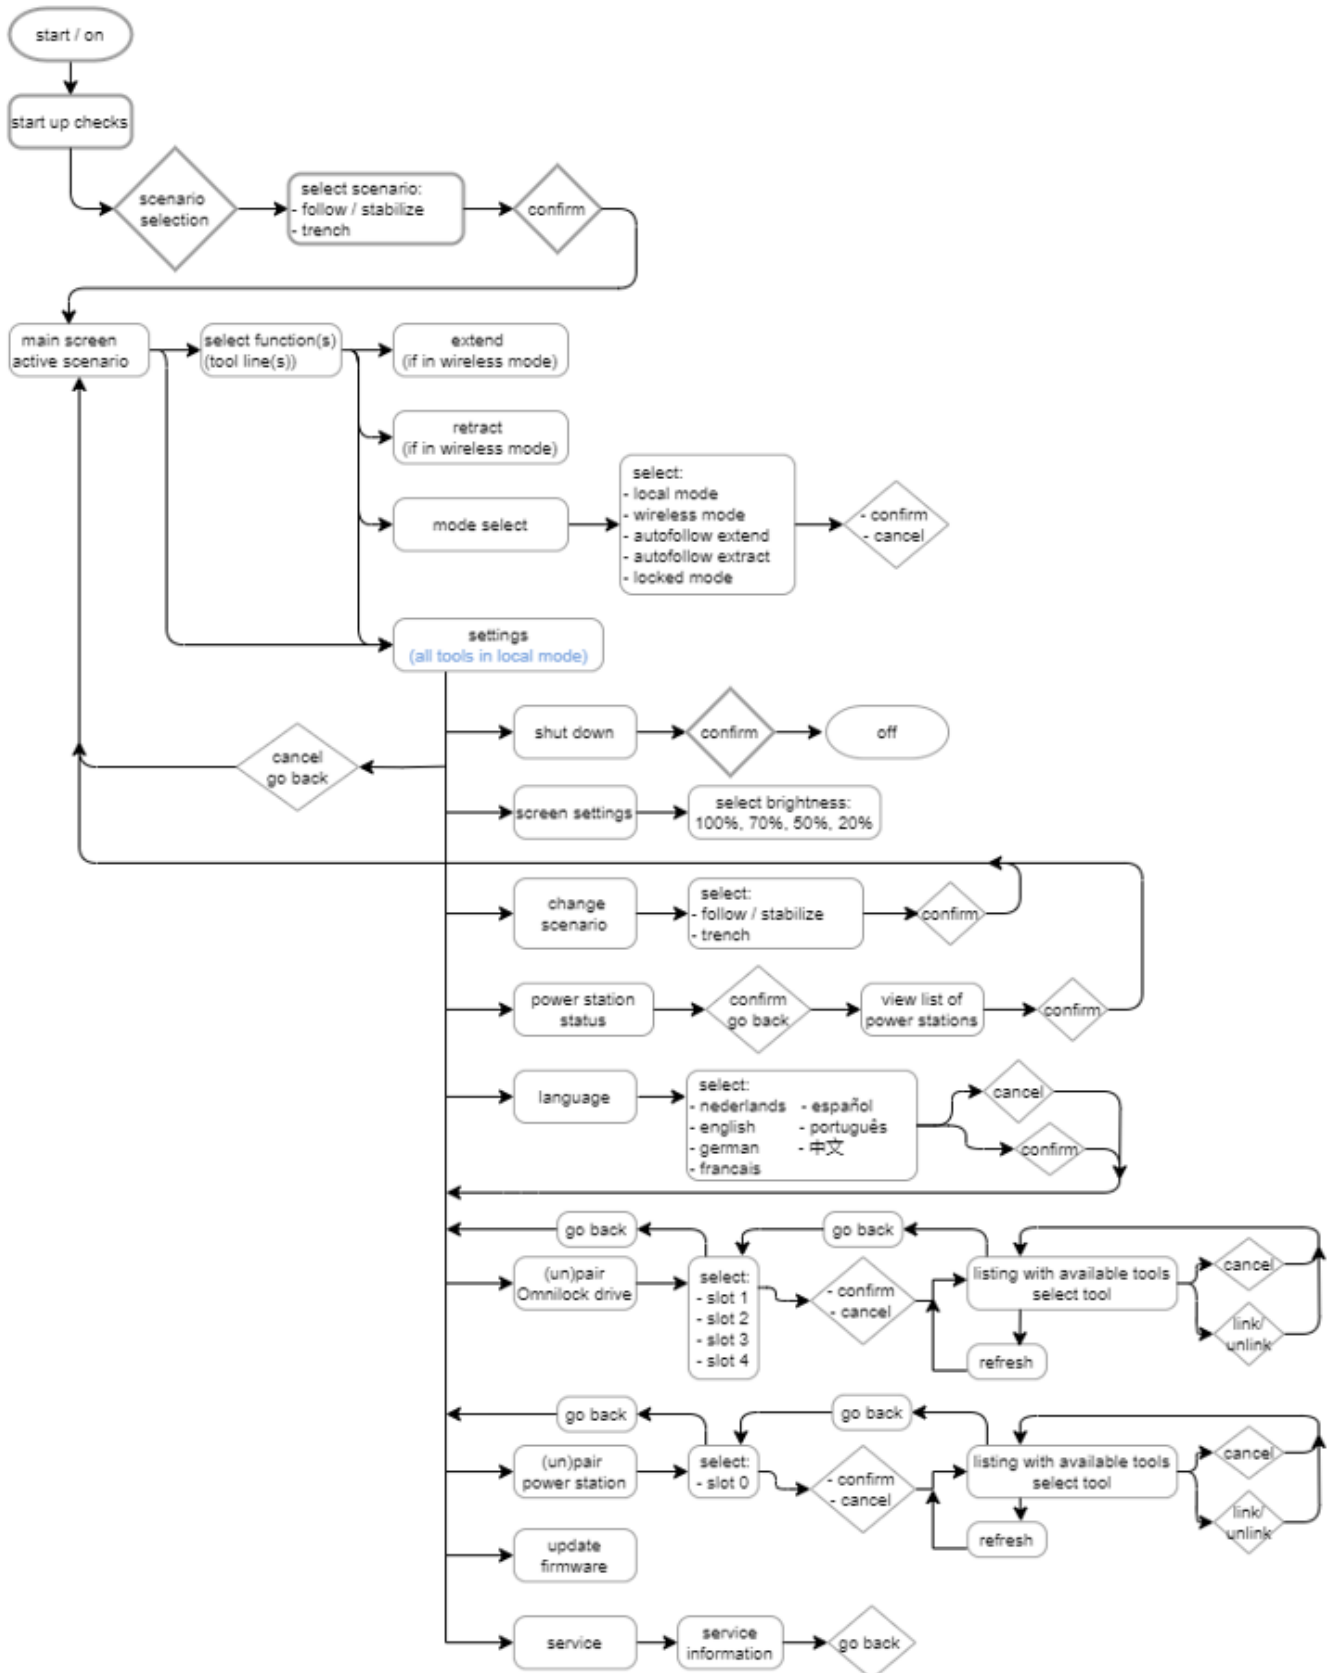 start / on
start up checks
scenario
selection
select scenario:
- follow / stabilize
- trench
confirm
main screen
active scenario
select function(s)
(tool line(s))
extend
(if in wireless mode)
retract
(if in wireless mode)
mode select
select:
- local mode
- wireless mode
- autofollow extend
- autofollow extract
- locked mode
- confirm
- cancel
settings
(all tools in local mode)
shut down
confirm
off
cancel
go back
screen settings
select brightness:
100%, 70%, 50%, 20%
change
scenario
select:
- follow / stabilize
- trench
confirm
power station
status
confirm
go back
view list of
power stations
confirm
language
select:
- nederlands - español
- english - português
- german - 中文
- francais
cancel
confirm
go back
go back
(un)pair
Omnilock drive
select:
- slot 1
- slot 2
- slot 3
- slot 4
- confirm
- cancel
listing with available tools
select tool
cancel
link/
unlink
refresh
go back
go back
(un)pair
power station
select:
- slot 0
- confirm
- cancel
listing with available tools
select tool
cancel
link/
unlink
refresh
update
firmware
service
service
information
go back